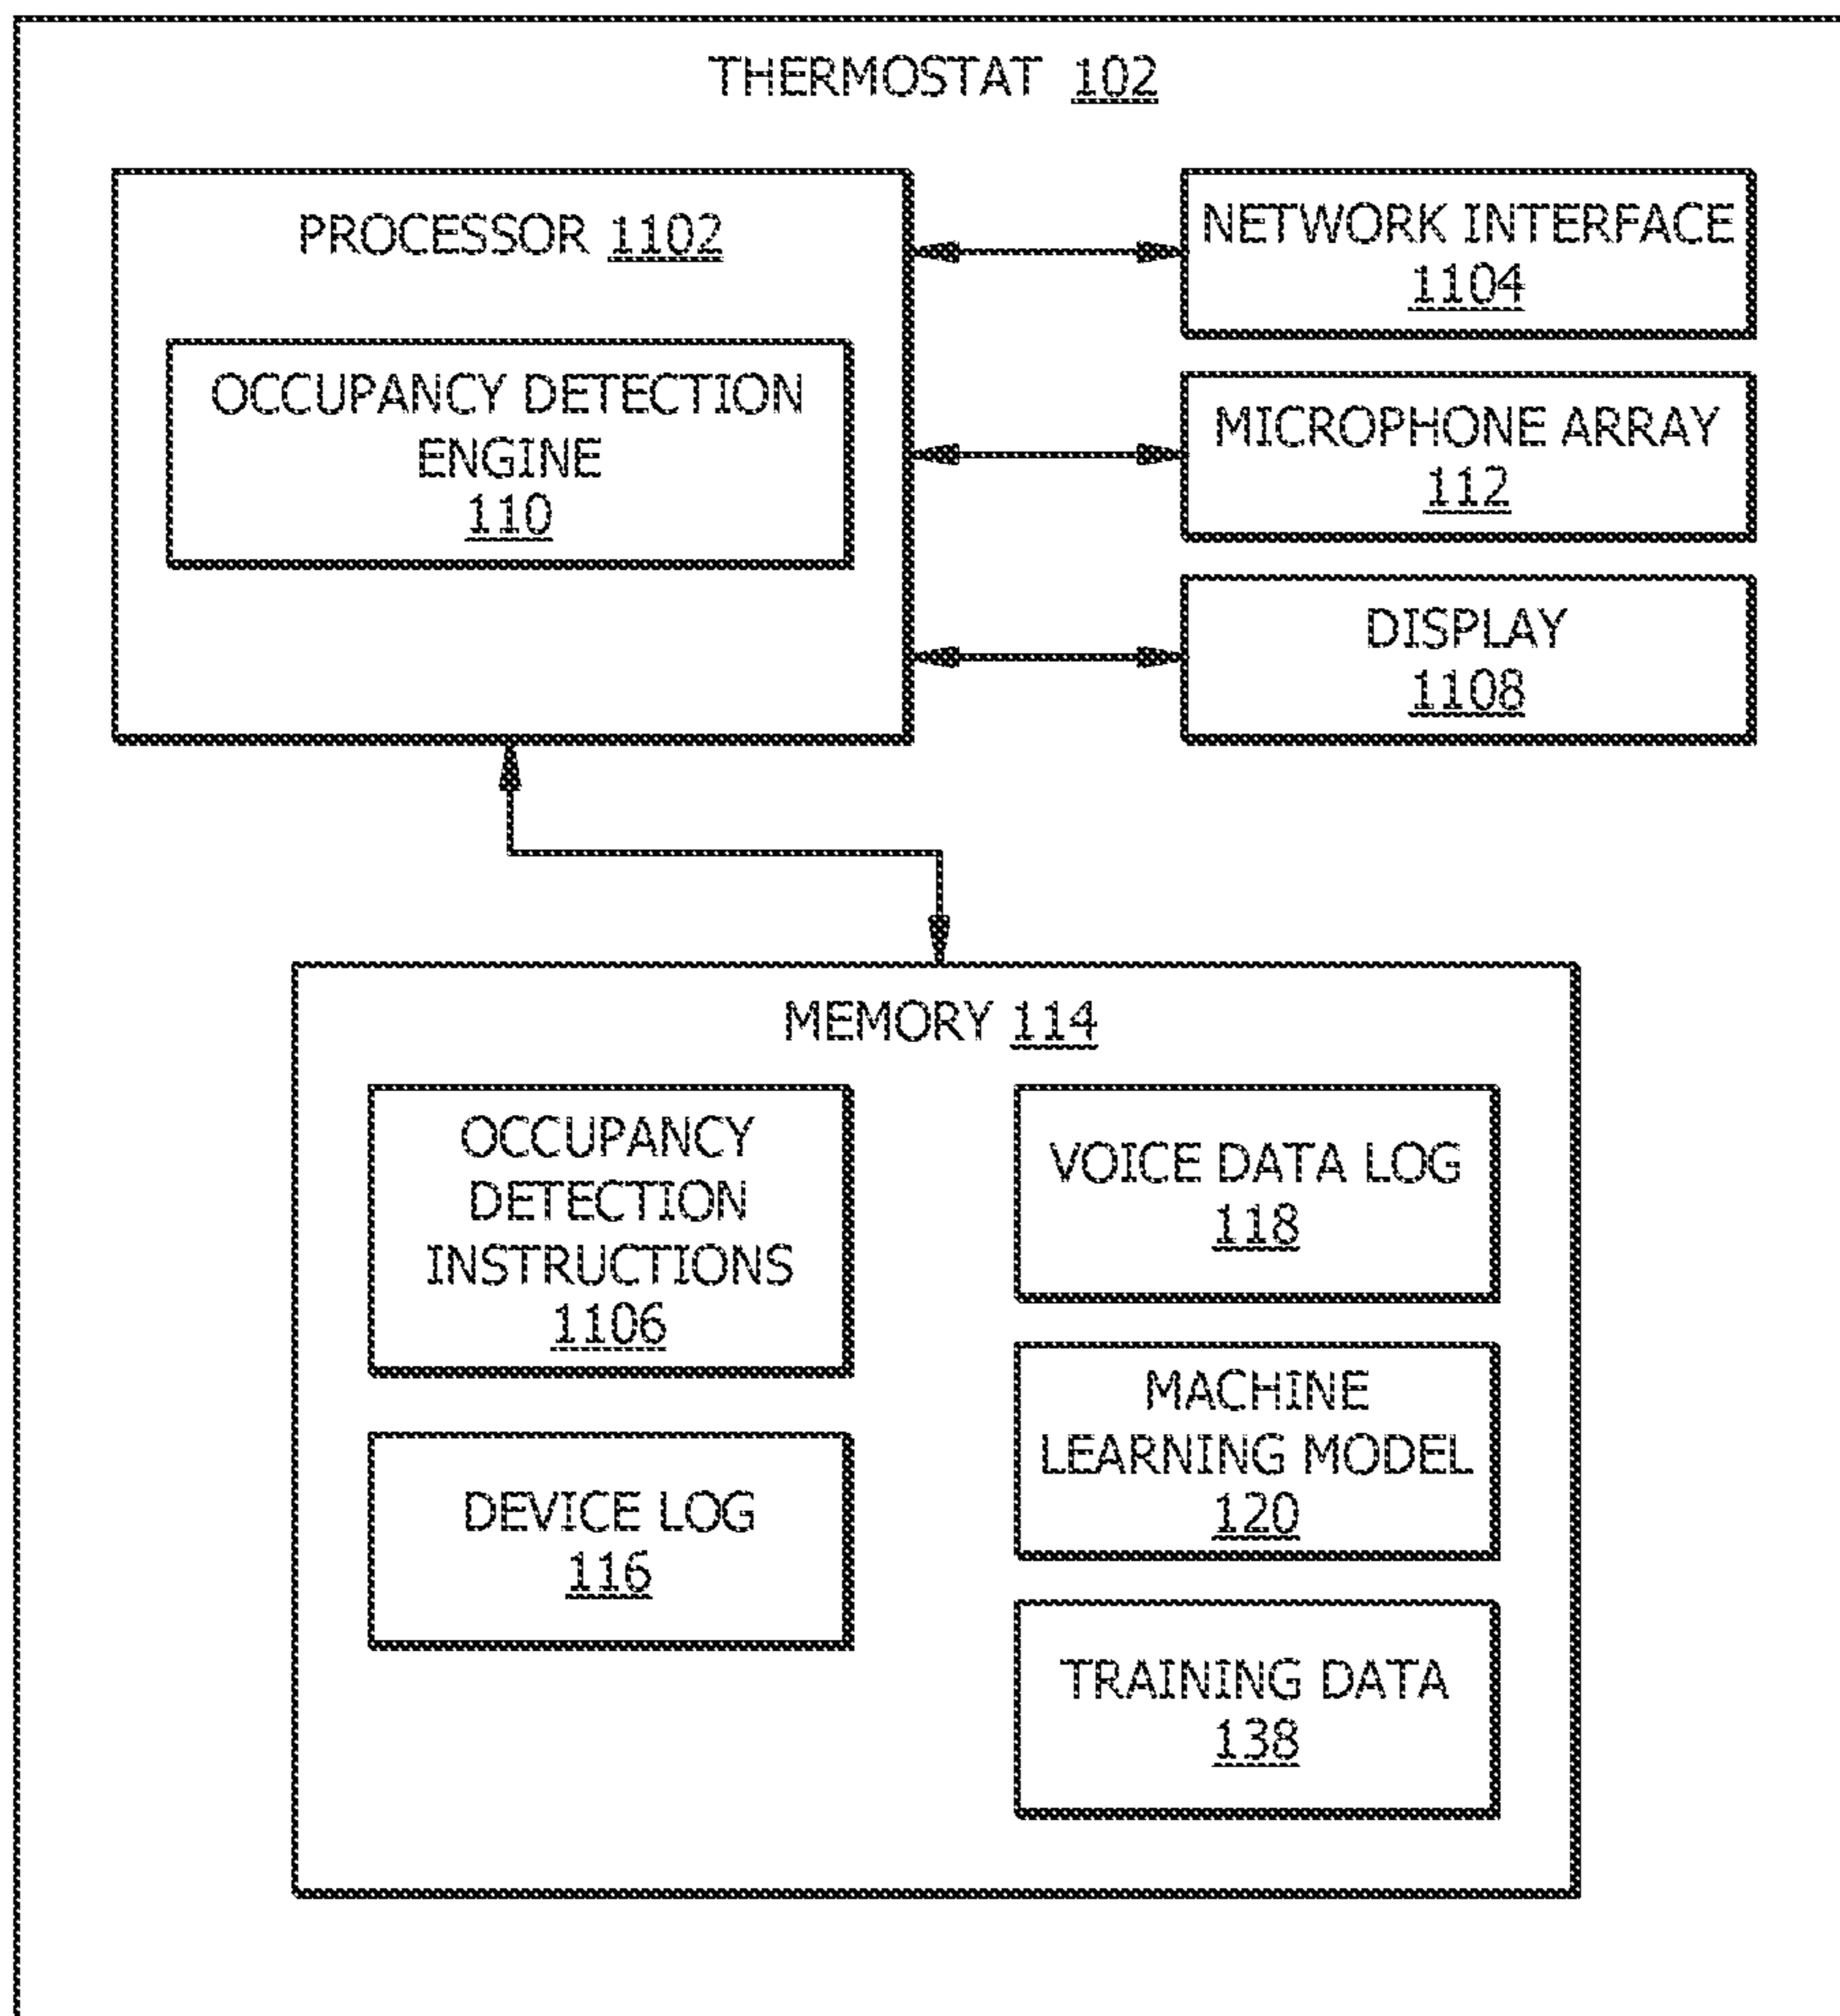 THERMOSTAT 102
PROCESSOR 1102
OCCUPANCY DETECTION
ENGINE
110
NETWORK INTERFACE
1104
MICROPHONE ARRAY
112
DISPLAY
1108
MEMORY 114
OCCUPANCY
DETECTION
INSTRUCTIONS
1106
DEVICE LOG
116
VOICE DATA LOG
118
MACHINE
LEARNING MODEL
120
TRAINING DATA
138